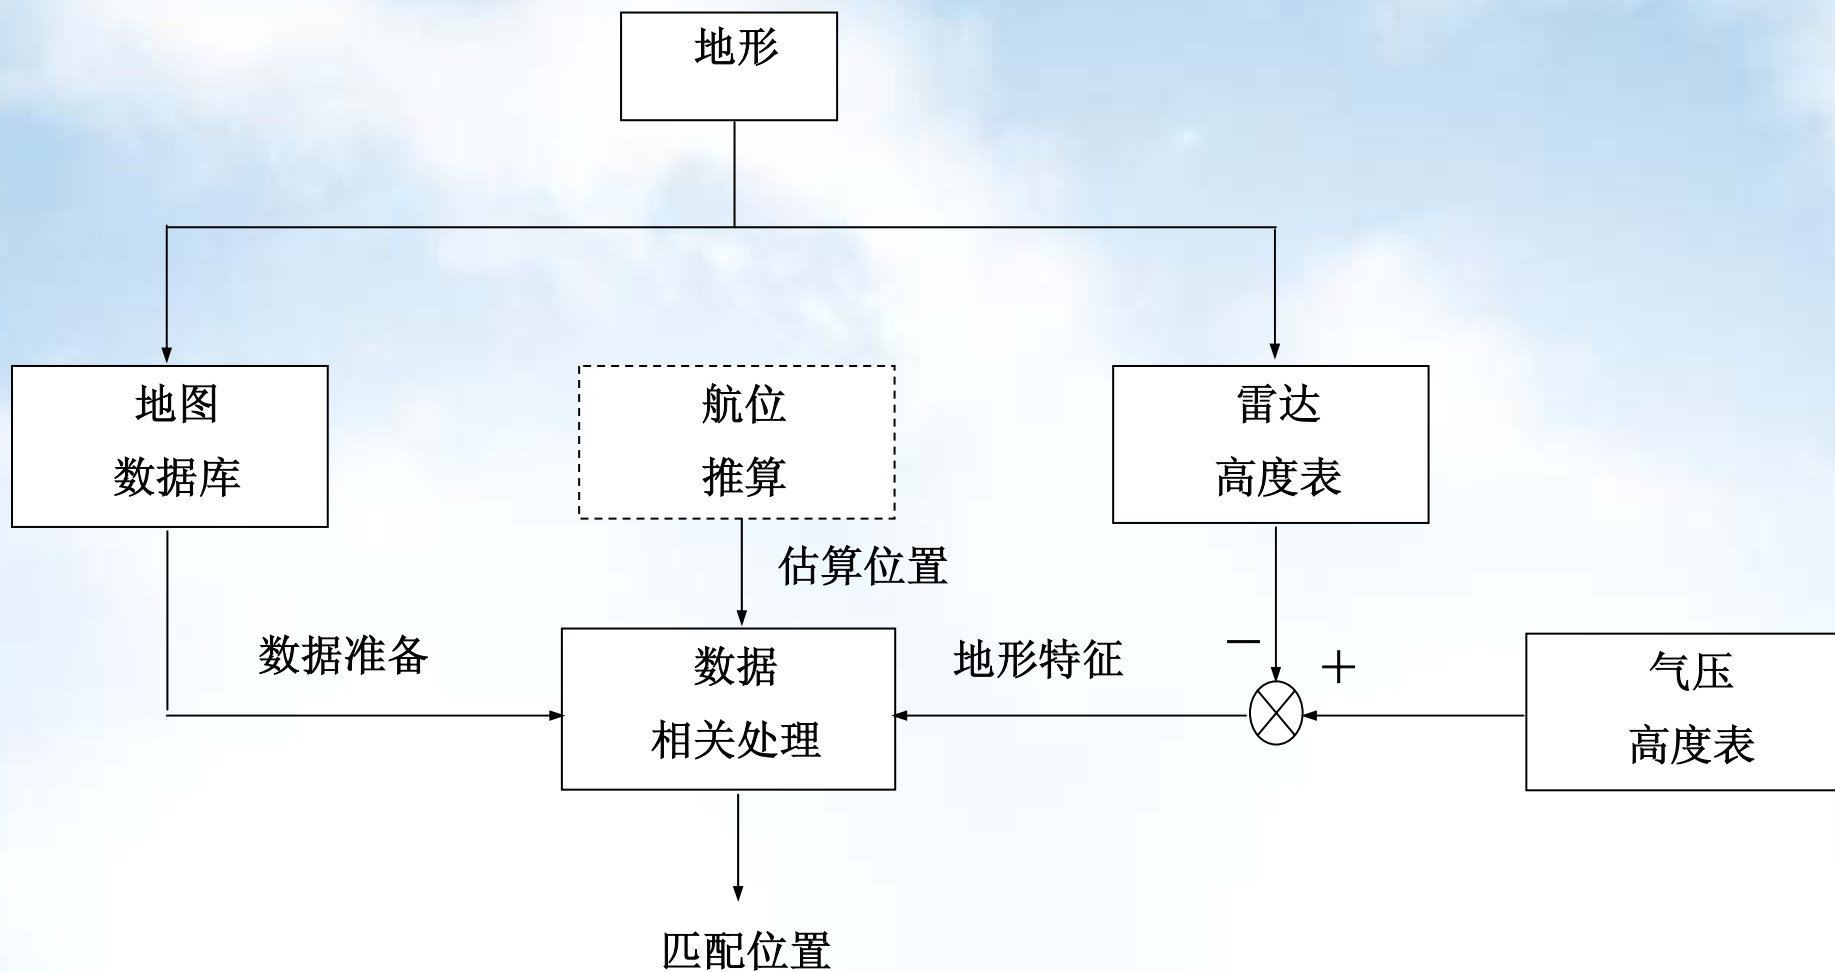 地形
地图
数据库
航位
推算
雷达
高度表
估算位置
数据准备
数据
相关处理
地形特征
－
＋
气压
高度表
匹配位置